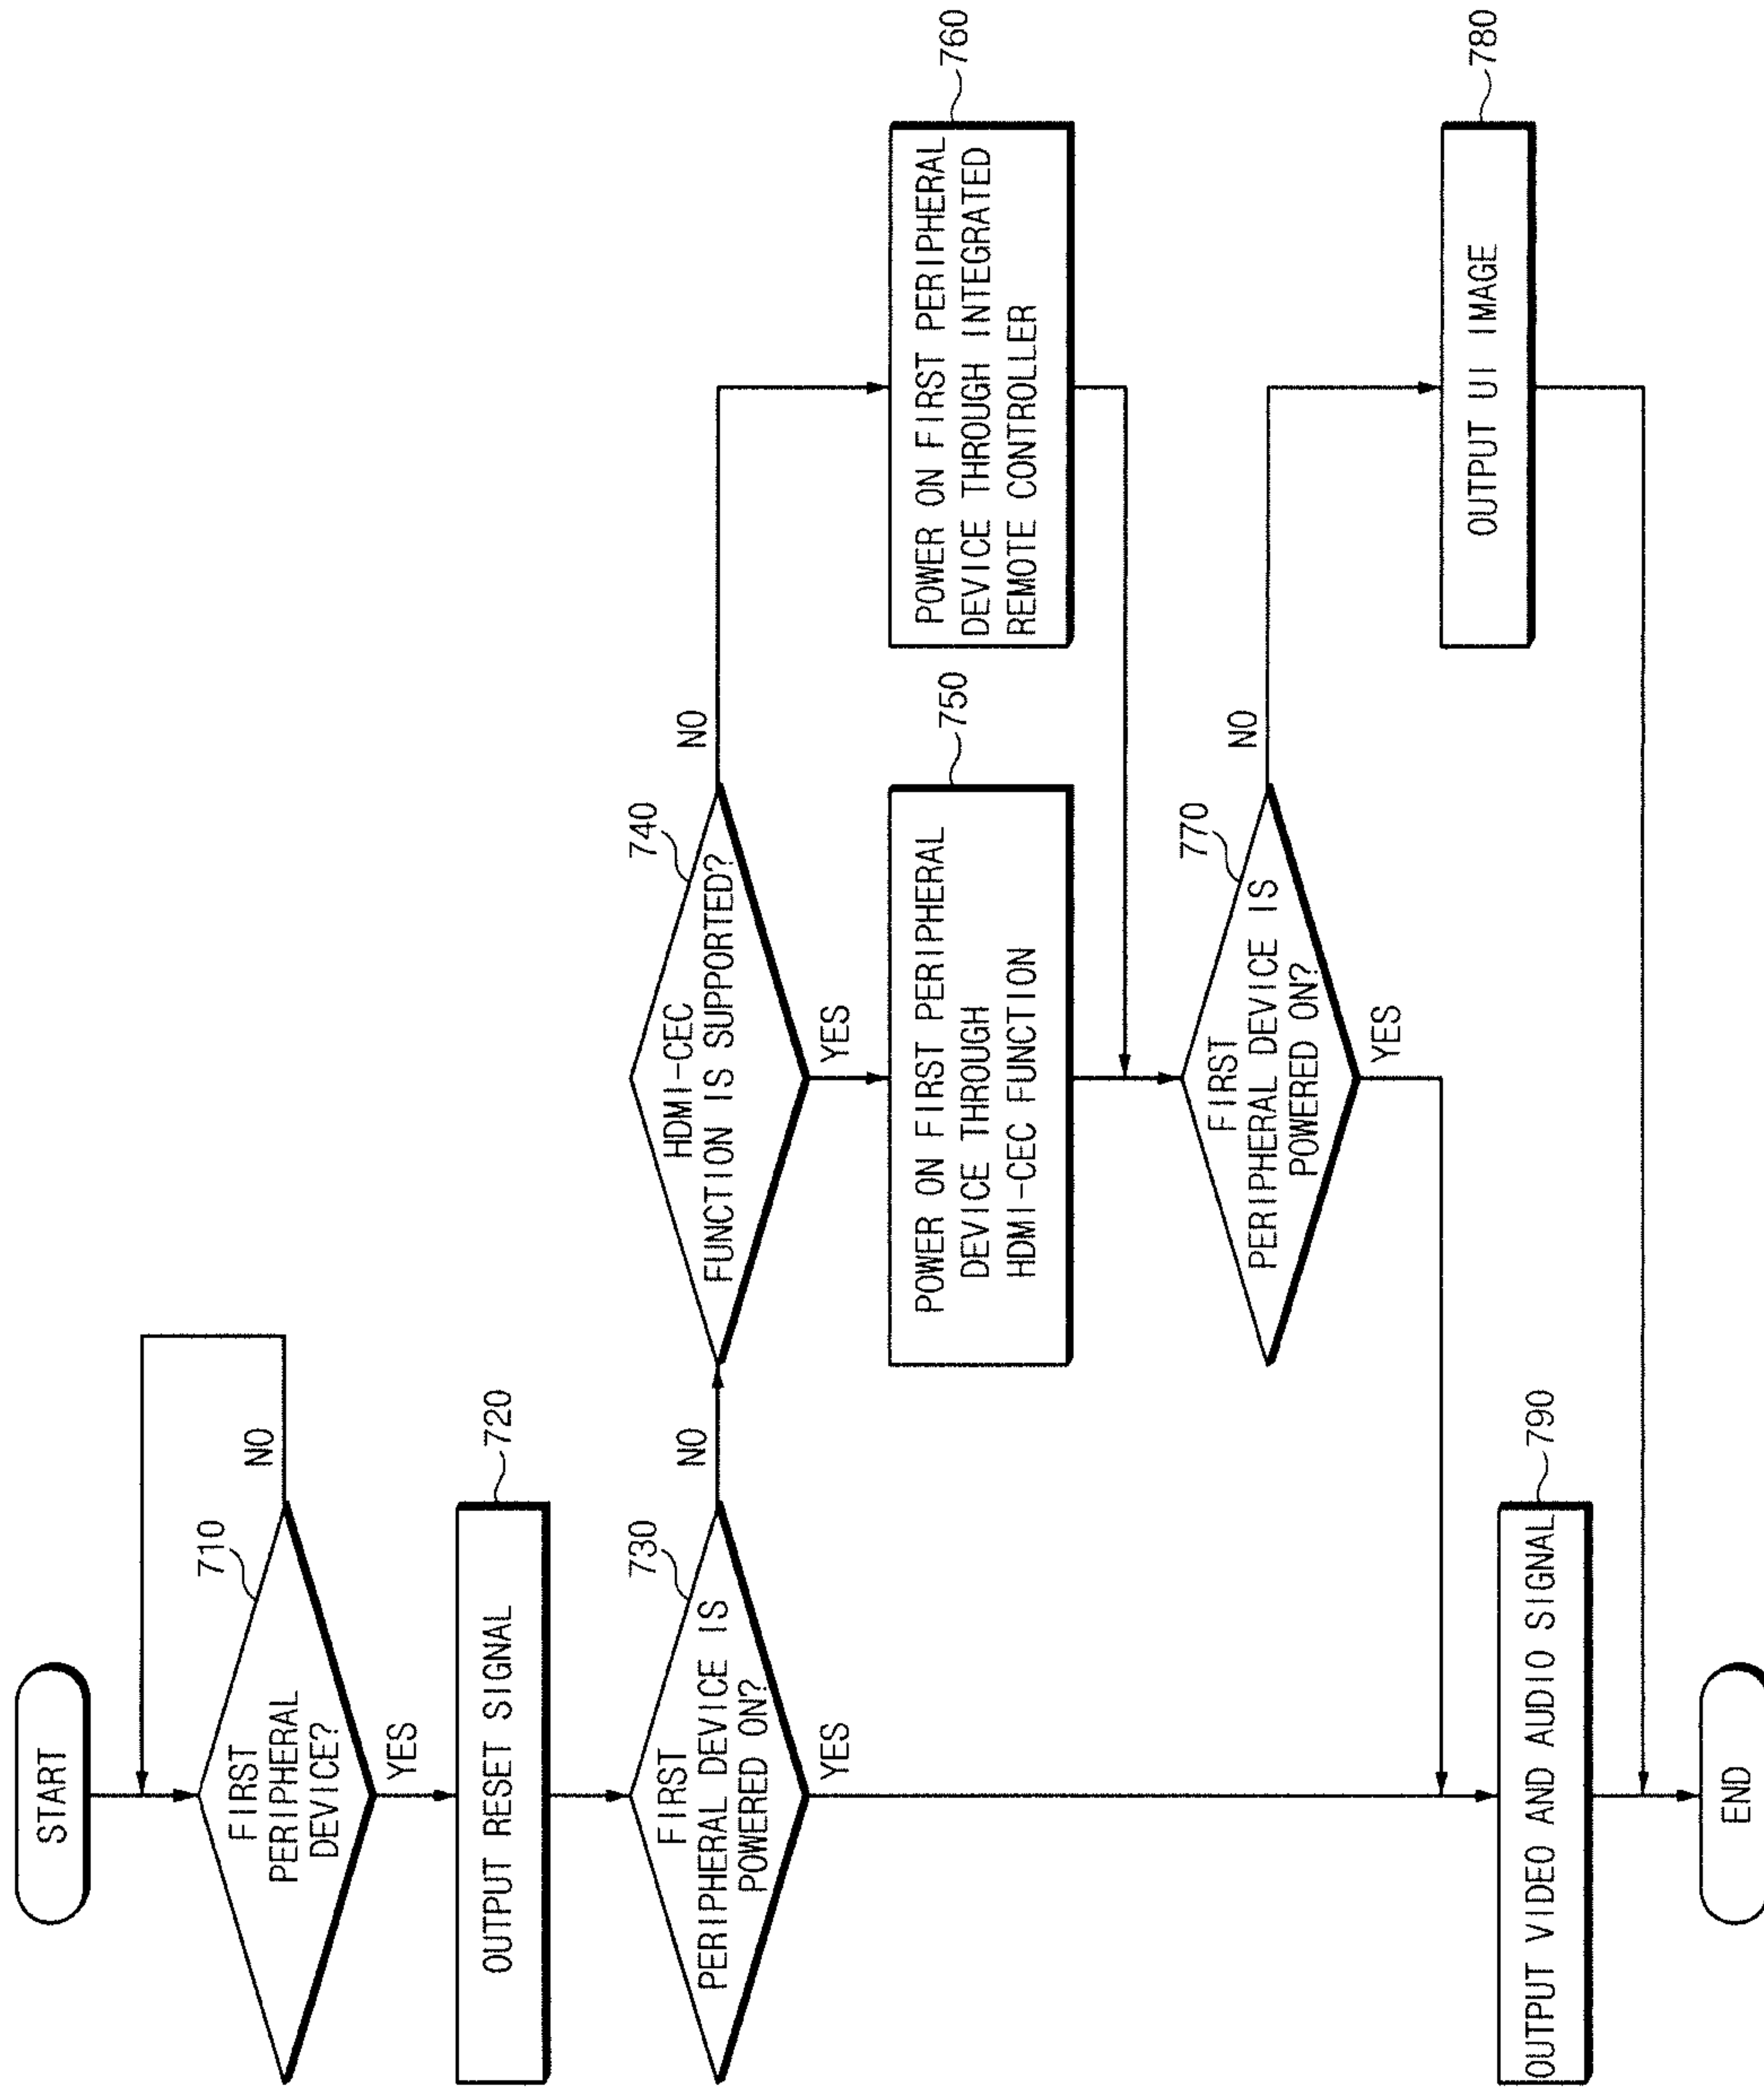 START
710
FIRST
PERIPHERAL
DEVICE?
NO
YES
720
OUTPUT RESET SIGNAL
730
FIRST
PERIPHERAL DEVICE IS
POWERED ON?
NO
YES
740
HDMI-CEC
FUNCTION IS SUPPORTED?
NO
YES
750
POWER ON FIRST PERIPHERAL
DEVICE THROUGH
HDMI-CEC FUNCTION
760
POWER ON FIRST PERIPHERAL
DEVICE THROUGH INTEGRATED
REMOTE CONTROLLER
770
FIRST
PERIPHERAL DEVICE IS
POWERED ON?
NO
YES
780
OUTPUT UI IMAGE
790
OUTPUT VIDEO AND AUDIO SIGNAL
END